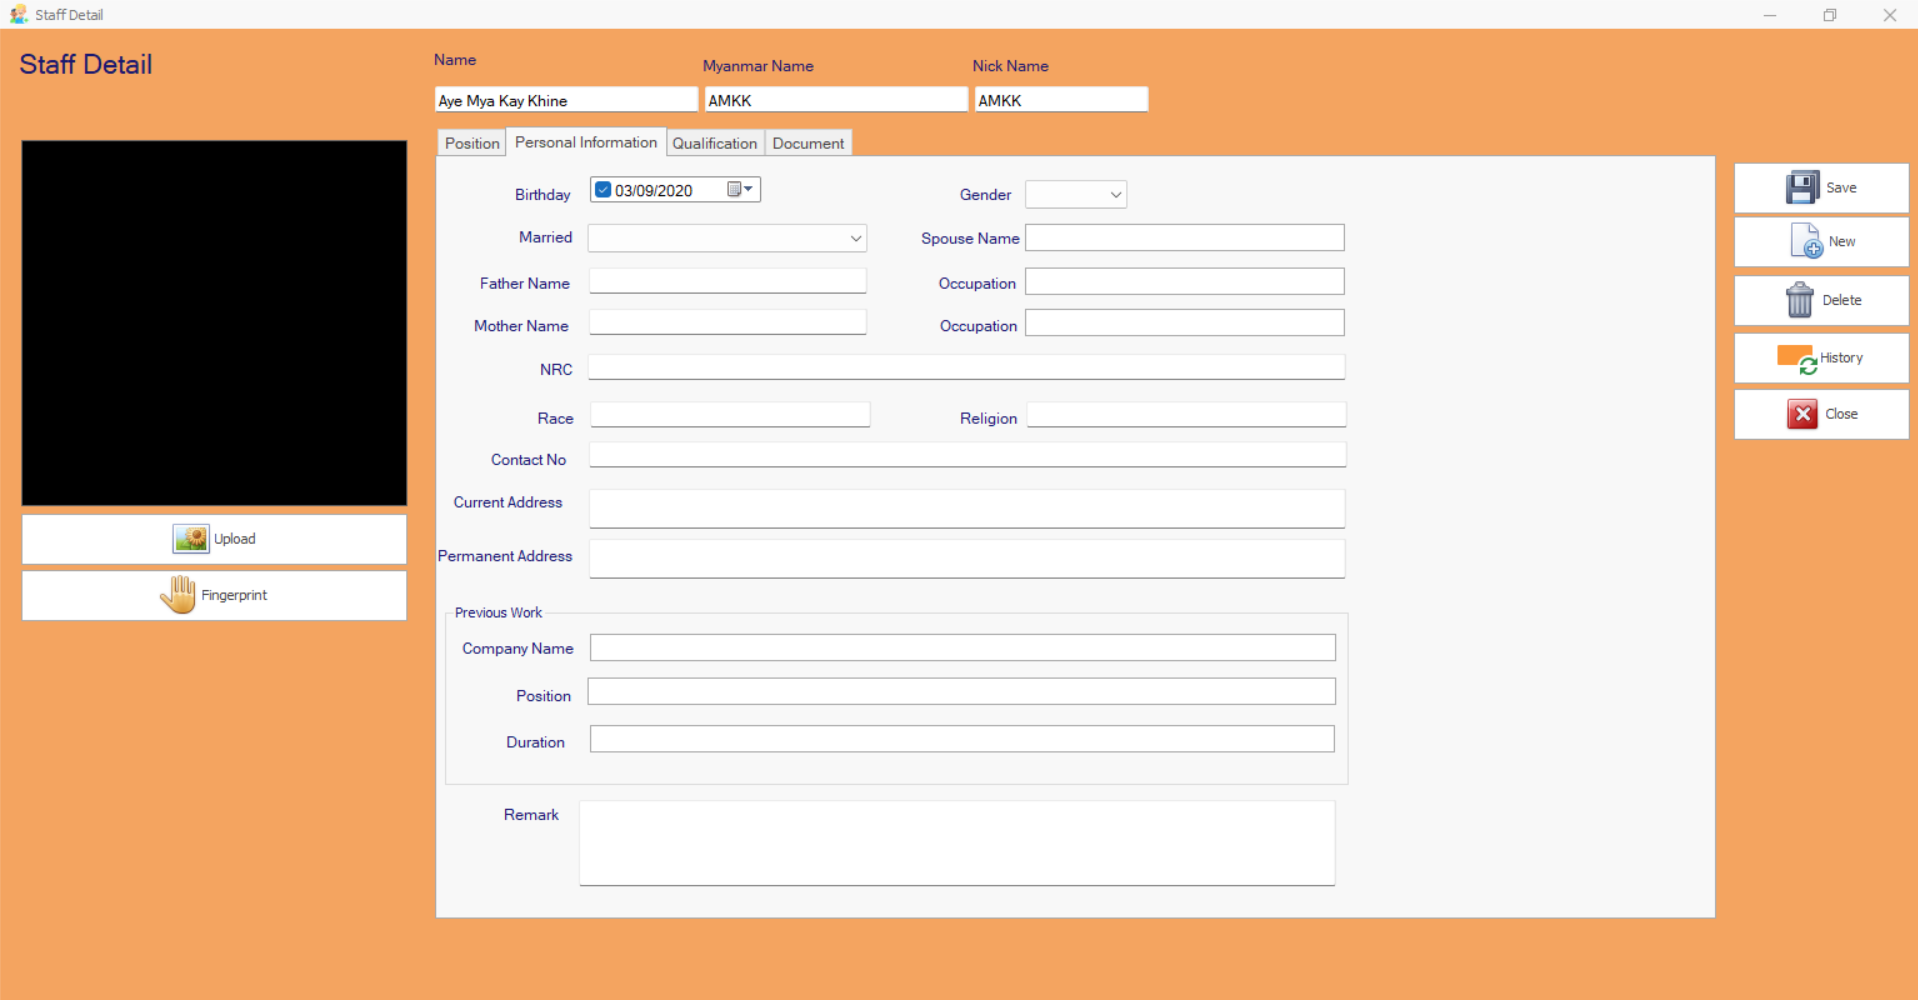 Staff Detail
Staff Detail
Name
Myanmar Name
Nick Name
Aye Mya Kay Khine
AMKK
AMKK
Position
Personal Information
Qualification
Document
Birthday
03/09/2020
Gender
Married
Spouse Name
Father Name
Occupation
Mother Name
Occupation
NRC
Race
Religion
Contact No
Current Address
Permanent Address
Previous Work
Company Name
Position
Duration
Remark
Upload
Fingerprint
Save
New
Delete
History
Close